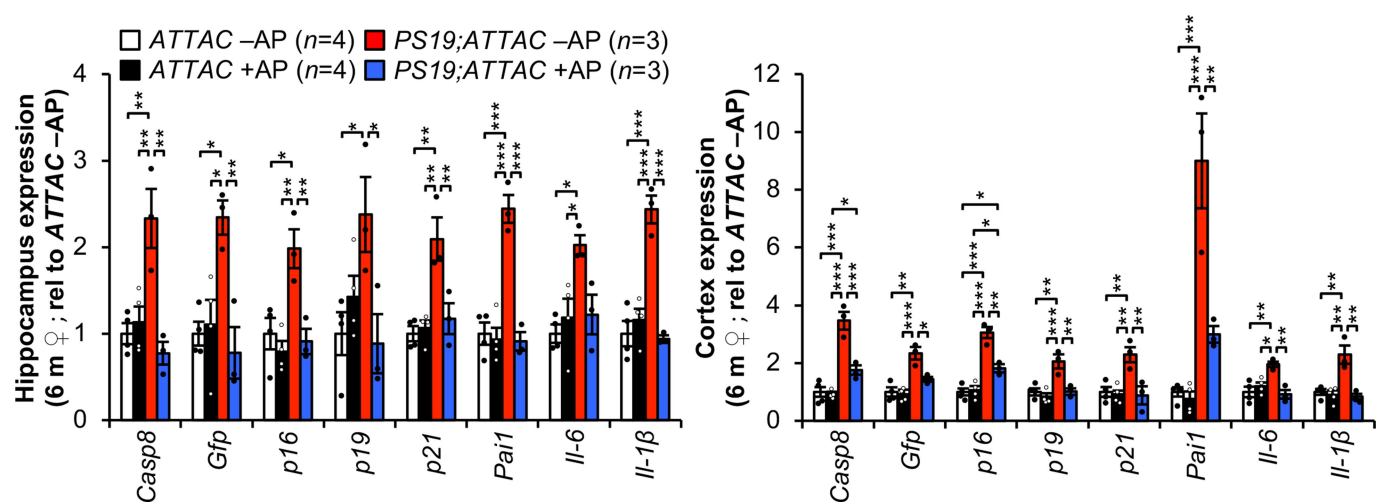 ATTAC –AP (n=4)
PS19;ATTAC –AP (n=3)
ATTAC +AP (n=4)
PS19;ATTAC +AP (n=3)
Hippocampus expression
(6 m ♀; rel to ATTAC –AP)
4
3
2
1
0
** ** **
* * **
* ** **
* *
** ** **
*** *** ***
* *
*** *** ***
Casp8
Gfp
p16
p19
p21
Pai1
Il-6
Il-1β
Cortex expression
(6 m ♀; rel to ATTAC –AP)
12
10
8
6
4
2
0
*** *** *** *
** *** *
*** *** ** * *
** *** **
** ** **
*** *** **
** * **
** ** **
Casp8
Gfp
p16
p19
p21
Pai1
Il-6
Il-1β